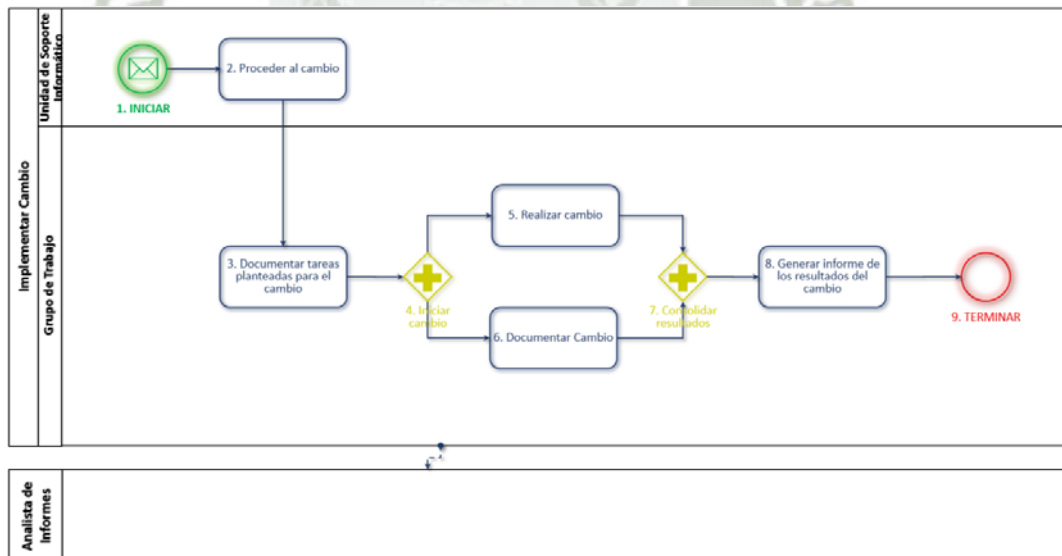 Implementar Cambio
Unidad de Soporte
Informático
1. INICIAR
2. Proceder al cambio
Grupo de Trabajo
3. Documentar tareas
planteadas para el
cambio
4. Iniciar
cambio
5. Realizar cambio
6. Documentar Cambio
7. Consolidar
resultados
8. Generar informe de
los resultados del
cambio
9. TERMINAR
Analista de
Informes